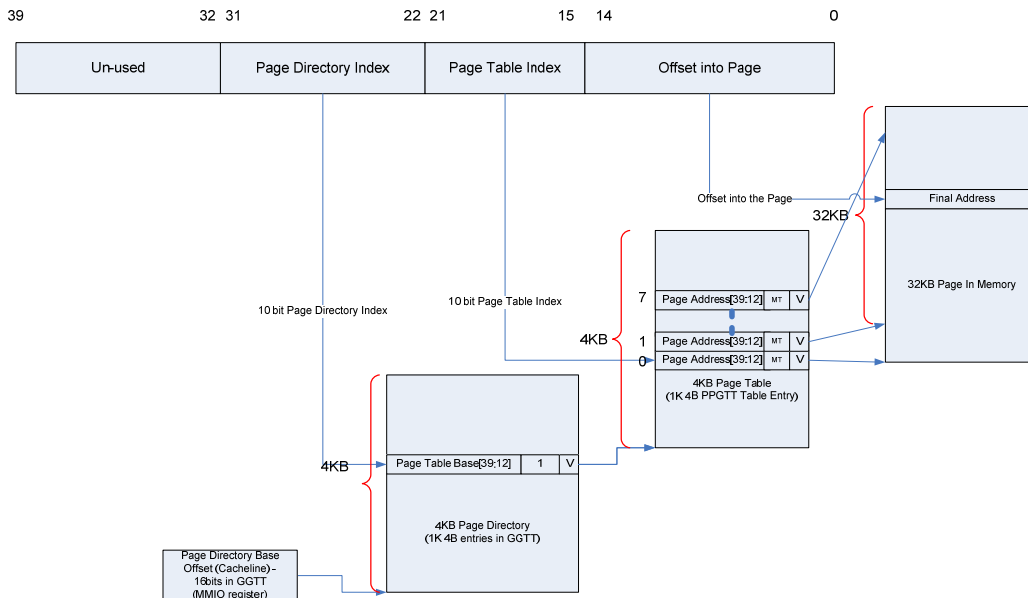 39 32 31 22 21 15 14 0
Un-used Page Directory Index Page Table Index Offset into Page
Offset into the Page
Final Address
32KB
32KB Page In Memory
10 bit Page Directory Index
10 bit Page Table Index
7 Page Address[39:12] MT V
4KB
1 Page Address[39:12] MT V
0 Page Address[39:12] MT V
4KB Page Table
(1K 4B PPGTT Table Entry)
4KB
Page Table Base[39:12] 1 V
4KB Page Directory
(1K 4B entries in GGTT)
Page Directory Base
Offset (Cacheline) -
16bits in GGTT
(MMIO register)